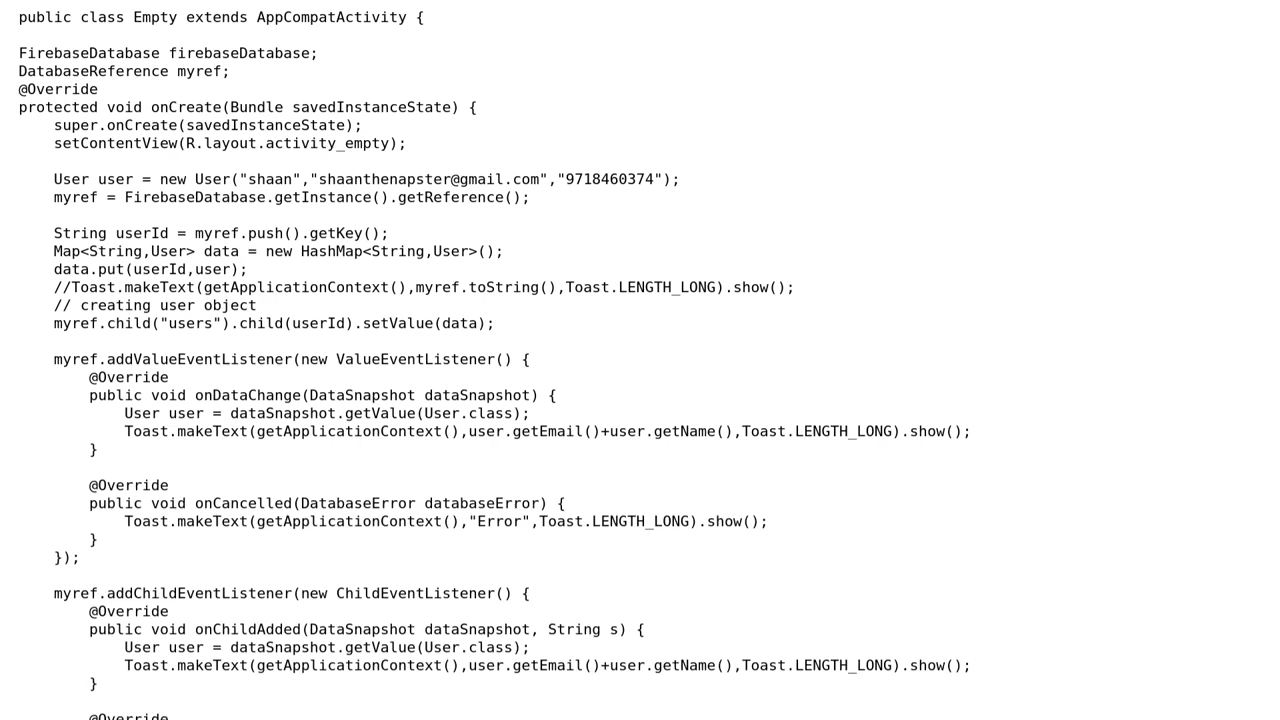 public class Empty extends AppCompatActivity {
FirebaseDatabase firebaseDatabase;
DatabaseReference myref;
@Override
protected void onCreate(Bundle savedInstanceState) {
super.onCreate(savedInstanceState);
setContentView(R.layout.activity_empty);
User user = new User("shaan","shaanthenapster@gmail.com","9718460374");
myref = FirebaseDatabase.getInstance().getReference();
String userId = myref.push().getKey();
Map<String,User> data = new HashMap<String,User>();
data.put(userId,user);
//Toast.makeText(getApplicationContext(),myref.toString(),Toast.LENGTH_LONG).show();
// creating user object
myref.child("users").child(userId).setValue(data);
myref.addValueEventListener(new ValueEventListener() {
@Override
public void onDataChange(DataSnapshot dataSnapshot) {
User user = dataSnapshot.getValue(User.class);
Toast.makeText(getApplicationContext(),user.getEmail()+user.getName(),Toast.LENGTH_LONG).show();
}
@Override
public void onCancelled(DatabaseError databaseError) {
Toast.makeText(getApplicationContext(),"Error",Toast.LENGTH_LONG).show();
}
});
myref.addChildEventListener(new ChildEventListener() {
@Override
public void onChildAdded(DataSnapshot dataSnapshot, String s) {
User user = dataSnapshot.getValue(User.class);
Toast.makeText(getApplicationContext(),user.getEmail()+user.getName(),Toast.LENGTH_LONG).show();
}
@Override